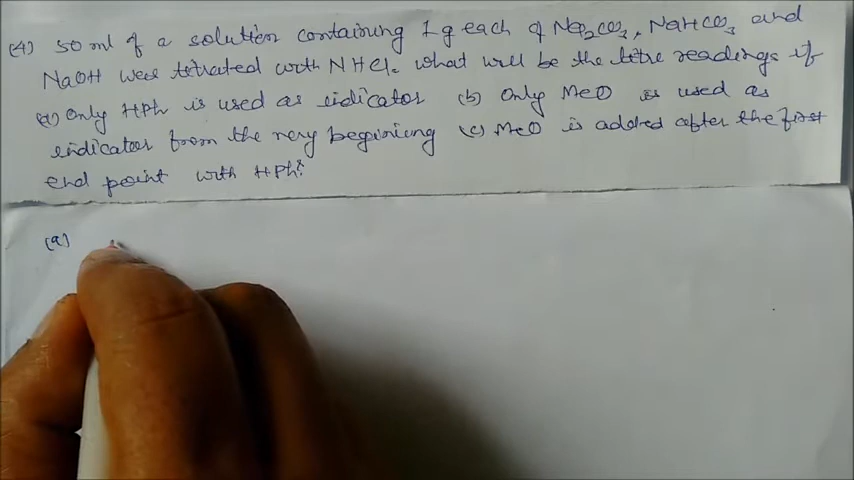 (4) 50 ml of a solution containing 1 g each of Na2CO3, NaHCO3 and
NaOH were titrated with N HCl. What will be the titre readings if
(a) Only HPh is used as indicator (b) Only MeO is used as
indicator from the very beginning (c) MeO is added after the first
end point with HPh?
(a)